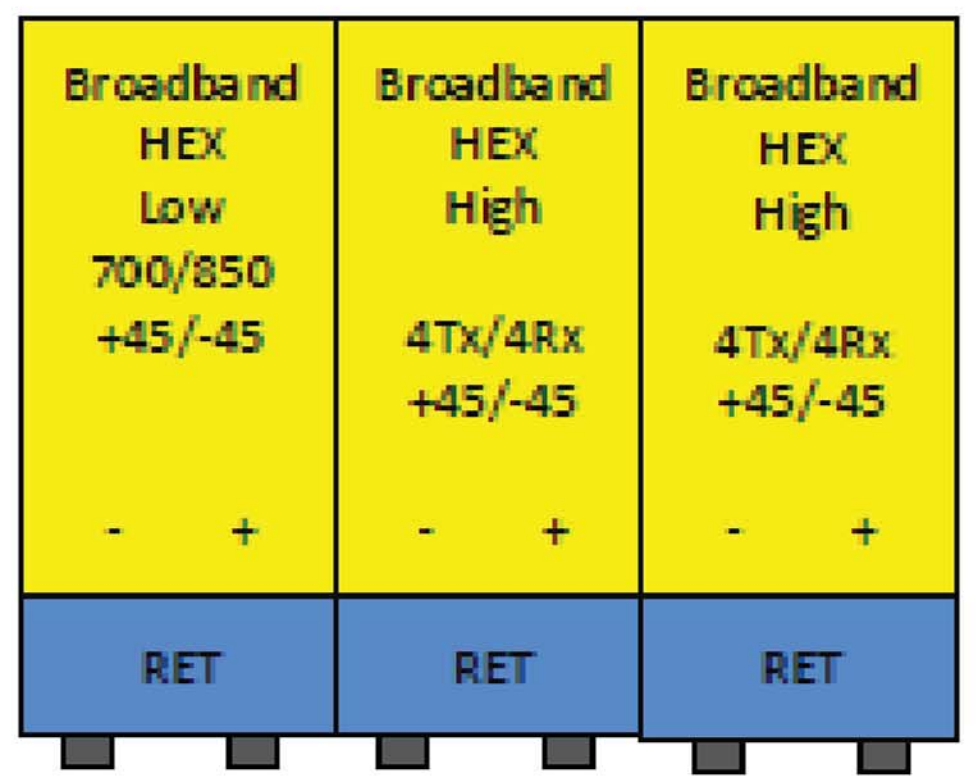 Broadband
HEX
Low
700/850
+45/-45
- +
RET
Broadband
HEX
High
4Tx/4Rx
+45/-45
- +
RET
Broadband
HEX
High
4Tx/4Rx
+45/-45
- +
RET